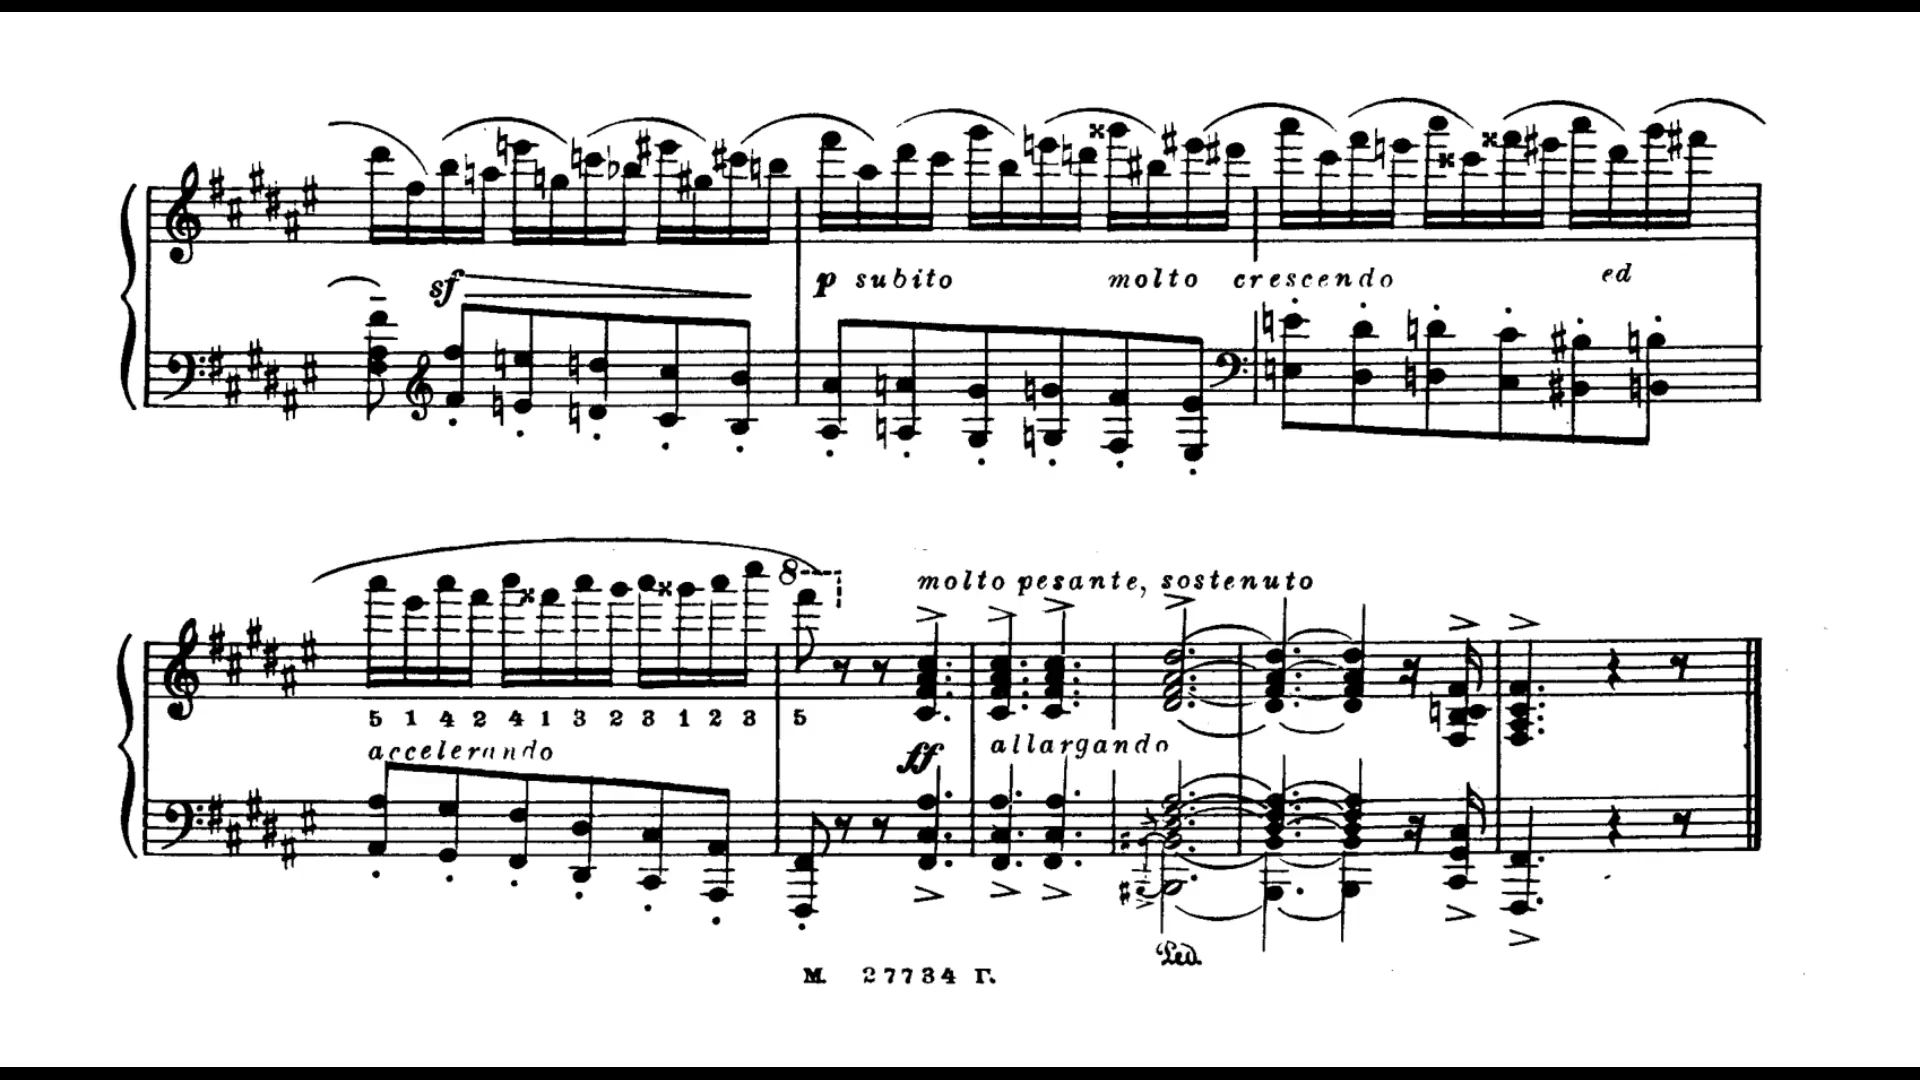 sf
p subito molto crescendo ed
8
molto pesante, sostenuto
5 1 4 2 4 1 3 2 3 1 2 3 5
accelerando ff allargando
Ped.
М. 27734 Г.